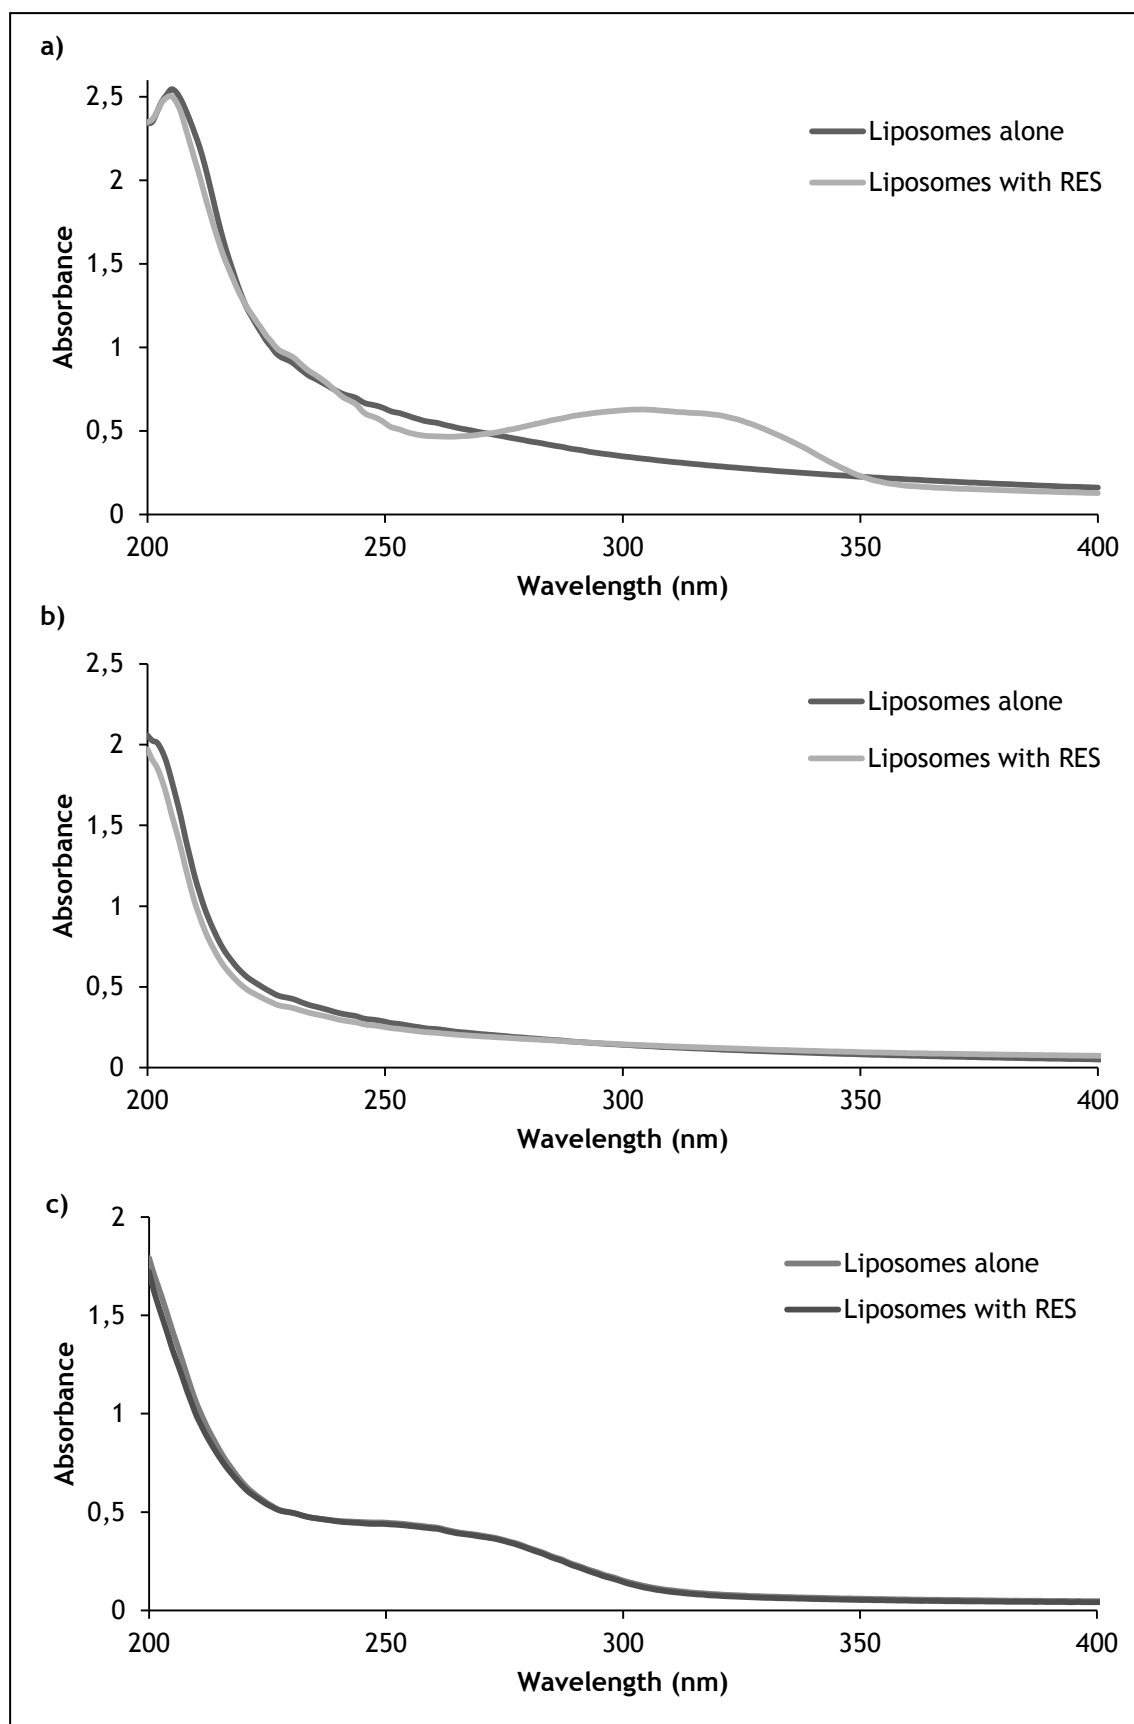 a)
2,5
2
1,5
1
0,5
0
Absorbance
Liposomes alone
Liposomes with RES
200 250 300 350 400
Wavelength (nm)
b)
2,5
2
1,5
1
0,5
0
Absorbance
Liposomes alone
Liposomes with RES
200 250 300 350 400
Wavelength (nm)
c)
2
1,5
1
0,5
0
Absorbance
Liposomes alone
Liposomes with RES
200 250 300 350 400
Wavelength (nm)